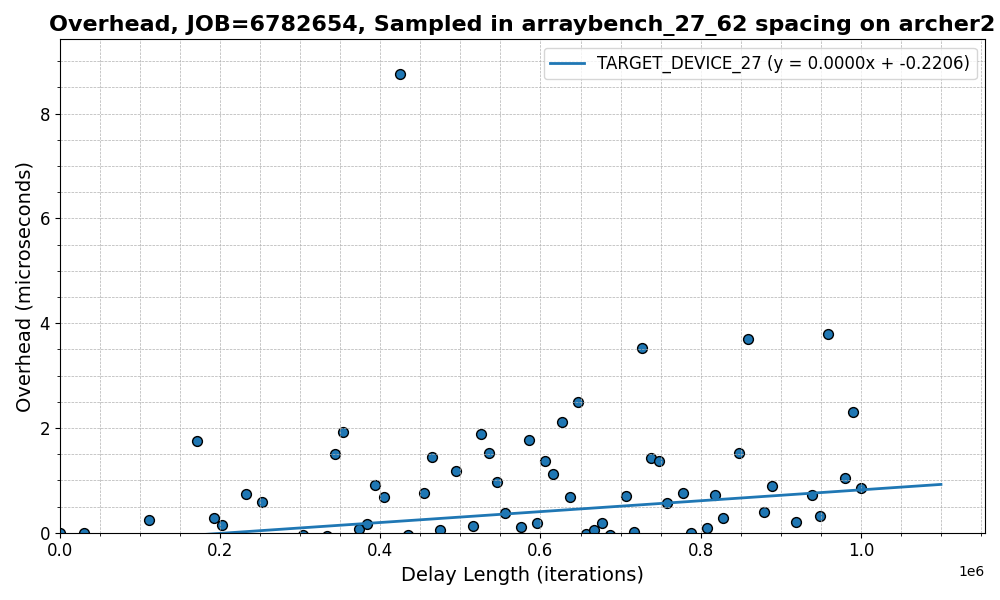 Overhead, JOB=6782654, Sampled in arraybench_27_62 spacing on archer2
TARGET_DEVICE_27 (y = 0.0000x + -0.2206)
Overhead (microseconds)
8
6
4
2
0
0.0 0.2 0.4 0.6 0.8 1.0
1e6
Delay Length (iterations)